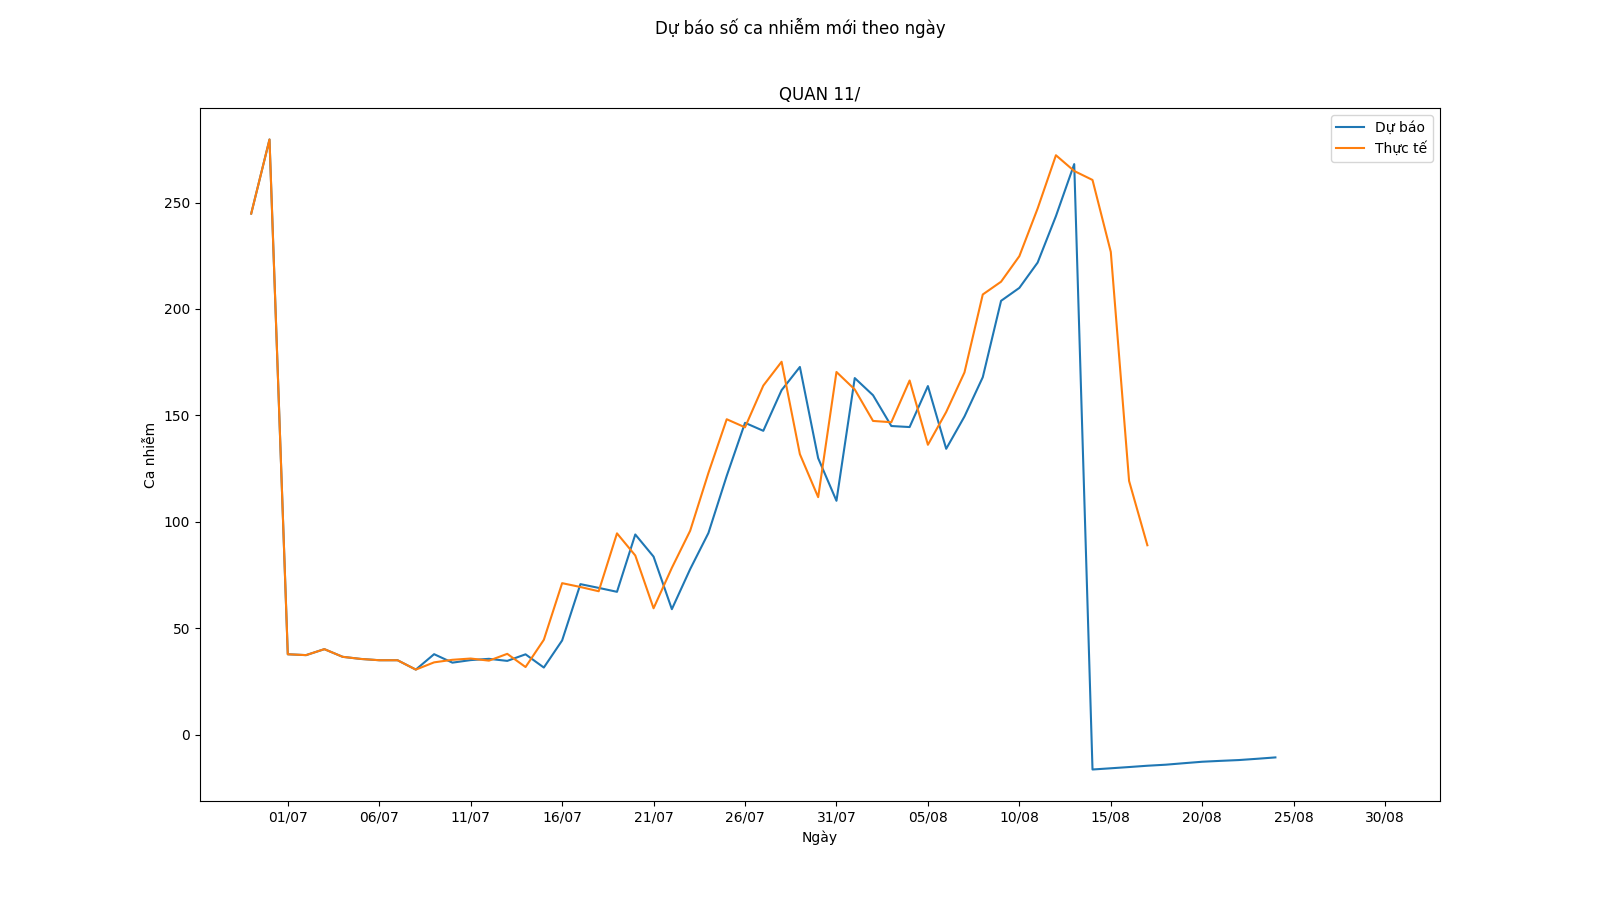 Dự báo số ca nhiễm mới theo ngày
QUAN 11/
Dự báo
Thực tế
Ca nhiễm
250
200
150
100
50
0
01/07 06/07 11/07 16/07 21/07 26/07 31/07 05/08 10/08 15/08 20/08 25/08 30/08
Ngày